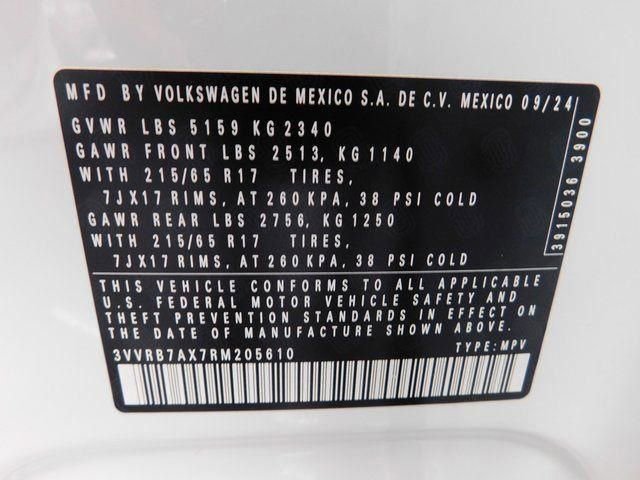 MFD BY VOLKSWAGEN DE MEXICO S.A. DE C.V. MEXICO 09/24
GVWR LBS 5159 KG 2340
GAWR FRONT LBS 2513, KG 1140
WITH 215/65 R17 TIRES,
7JX17 RIMS, AT 260 KPA, 38 PSI COLD
GAWR REAR LBS 2756, KG 1250
WITH 215/65 R17 TIRES,
7JX17 RIMS, AT 260 KPA, 38 PSI COLD
THIS VEHICLE CONFORMS TO ALL APPLICABLE
U.S. FEDERAL MOTOR VEHICLE SAFETY AND
THEFT PREVENTION STANDARDS IN EFFECT ON
THE DATE OF MANUFACTURE SHOWN ABOVE.
3VVRB7AX7RM205610 TYPE: MPV
3915036 3900